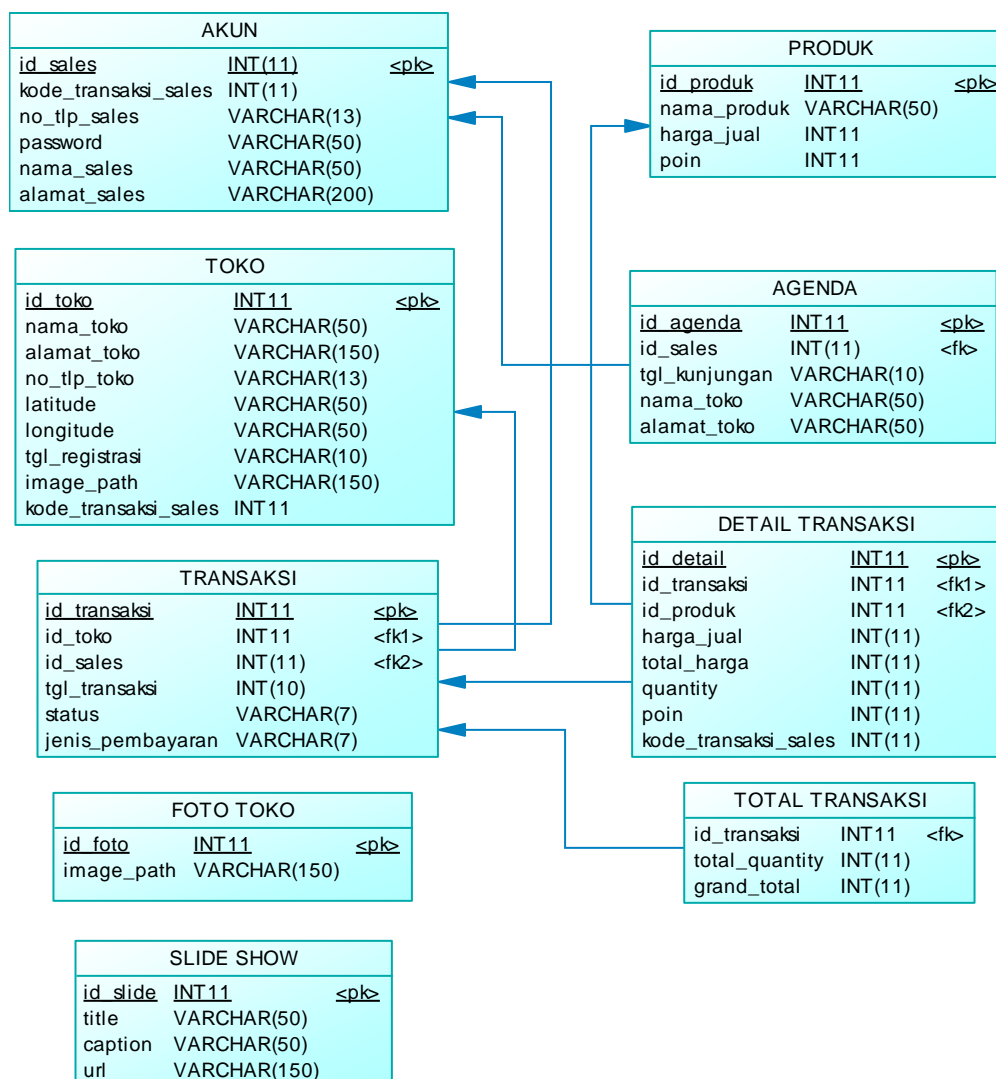 AKUN
id_sales INT(11) <pk>
kode_transaksi_sales INT(11)
no_tlp_sales VARCHAR(13)
password VARCHAR(50)
nama_sales VARCHAR(50)
alamat_sales VARCHAR(200)
PRODUK
id_produk INT11 <pk>
nama_produk VARCHAR(50)
harga_jual INT11
poin INT11
TOKO
id_toko INT11 <pk>
nama_toko VARCHAR(50)
alamat_toko VARCHAR(150)
no_tlp_toko VARCHAR(13)
latitude VARCHAR(50)
longitude VARCHAR(50)
tgl_registrasi VARCHAR(10)
image_path VARCHAR(150)
kode_transaksi_sales INT11
AGENDA
id_agenda INT11 <pk>
id_sales INT(11) <fk>
tgl_kunjungan VARCHAR(10)
nama_toko VARCHAR(50)
alamat_toko VARCHAR(50)
TRANSAKSI
id_transaksi INT11 <pk>
id_toko INT11 <fk1>
id_sales INT(11) <fk2>
tgl_transaksi INT(10)
status VARCHAR(7)
jenis_pembayaran VARCHAR(7)
DETAIL TRANSAKSI
id_detail INT11 <pk>
id_transaksi INT11 <fk1>
id_produk INT11 <fk2>
harga_jual INT(11)
total_harga INT(11)
quantity INT(11)
poin INT(11)
kode_transaksi_sales INT(11)
FOTO TOKO
id_foto INT11 <pk>
image_path VARCHAR(150)
TOTAL TRANSAKSI
id_transaksi INT11 <fk>
total_quantity INT(11)
grand_total INT(11)
SLIDE SHOW
id_slide INT11 <pk>
title VARCHAR(50)
caption VARCHAR(50)
url VARCHAR(150)